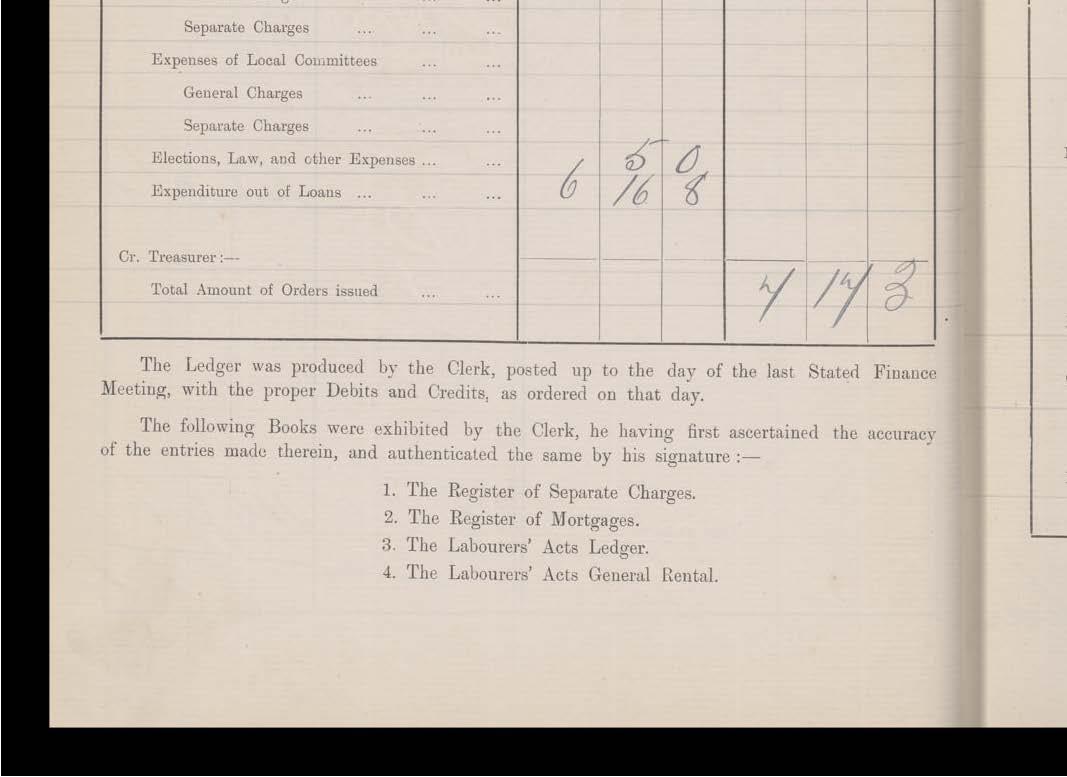 Separate Charges ... ... ...
Expenses of Local Committees ... ...
General Charges ... ... ...
Separate Charges ... ... ...
Elections, Law, and other Expenses ... ... 5 0
Expenditure out of Loans ... ... ... 6 16 8
Cr. Treasurer:—
Total Amount of Orders issued ... ... 3
The Ledger was produced by the Clerk, posted up to the day of the last Stated Finance
Meeting, with the proper Debits and Credits, as ordered on that day.
The following Books were exhibited by the Clerk, he having first ascertained the accuracy
of the entries made therein, and authenticated the same by his signature:—
1. The Register of Separate Charges.
2. The Register of Mortgages.
3. The Labourers' Acts Ledger.
4. The Labourers' Acts General Rental.